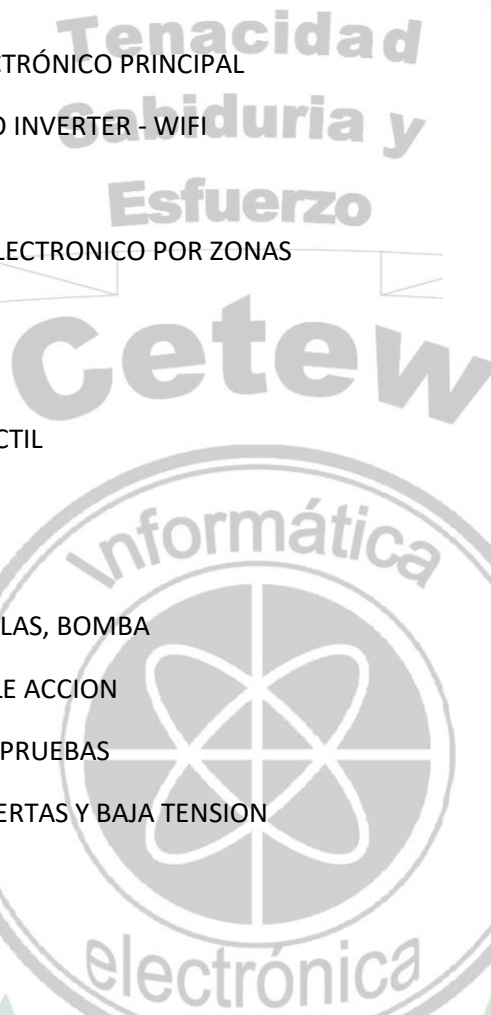 Tenacidad
CTRÓNICO PRINCIPAL
O INVERTER - WIFI
Sabiduria y
Esfuerzo
LECTRONICO POR ZONAS
Cetew
CTIL
informática
LAS, BOMBA
LE ACCION
PRUEBAS
ERTAS Y BAJA TENSION
electrónica